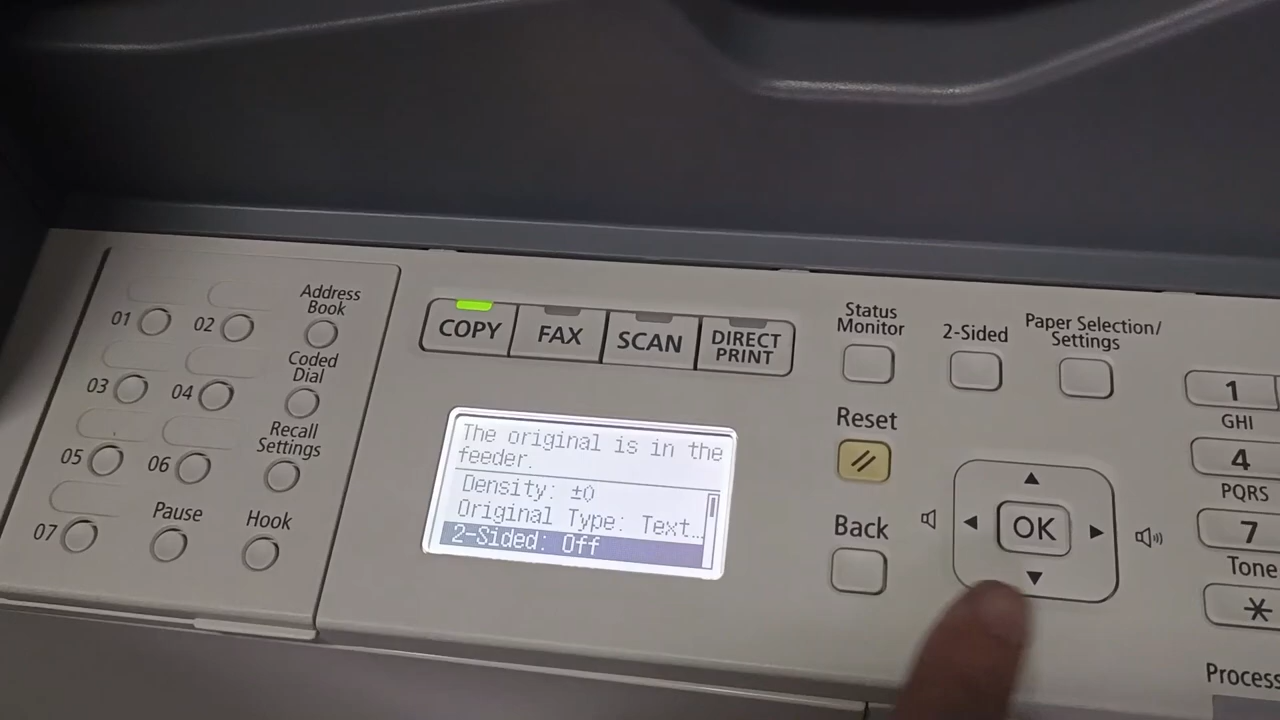 Address
Book
01
02
Coded
Dial
03
04
Recall
Settings
05
06
07
Pause
Hook
COPY
FAX
SCAN
DIRECT
PRINT
The original is in the
feeder.
Density: ±0
Original Type: Text...
2-Sided: Off
Status
Monitor
2-Sided
Paper Selection/
Settings
Reset
Back
OK
1
GHI
4
PQRS
7
Tone
*
Process